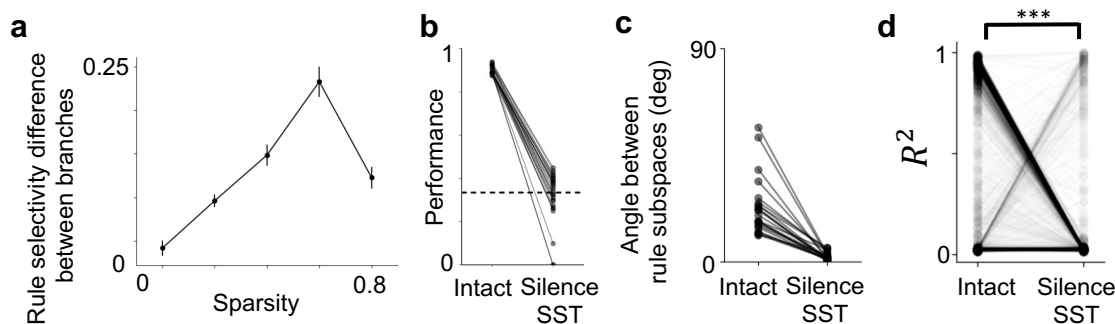 a
Rule selectivity difference
between branches
0.25
0
0
0.8
Sparsity
b
Performance
1
0
Intact
Silence
SST
c
Angle between
rule subspaces (deg)
90
0
Intact
Silence
SST
d
***
R²
1
1
0
Intact
Silence
SST